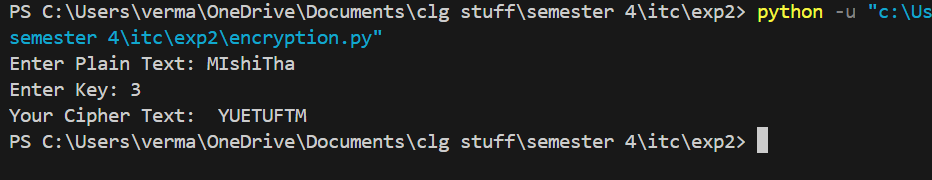 PS C:\Users\verma\OneDrive\Documents\clg stuff\semester 4\itc\exp2> python -u "c:\Us
semester 4\itc\exp2\encryption.py"
Enter Plain Text: MIshiTha
Enter Key: 3
Your Cipher Text:  YUETUFTM
PS C:\Users\verma\OneDrive\Documents\clg stuff\semester 4\itc\exp2>